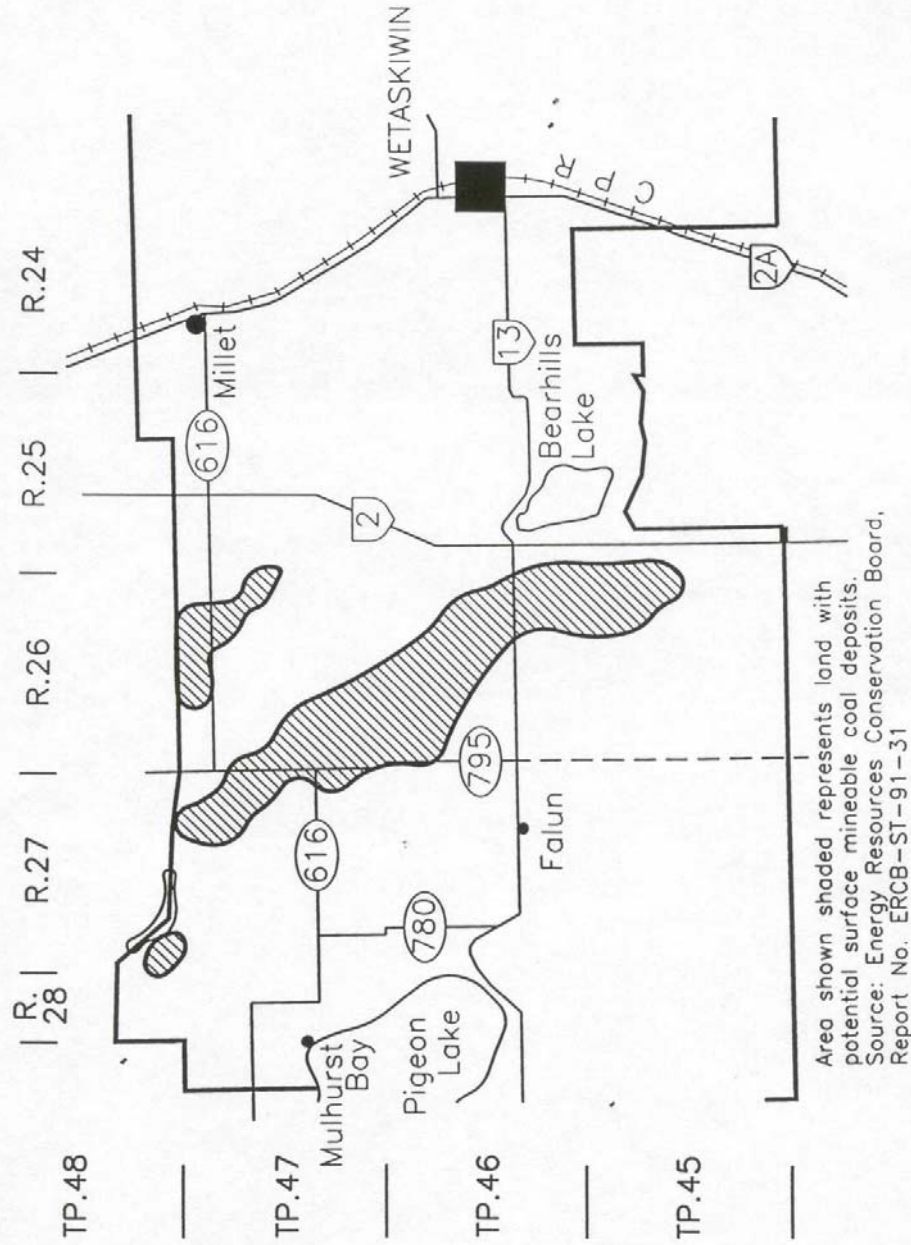 R.
28
R.27
R.26
R.25
R.24
TP.48
TP.47
TP.46
TP.45
616
Millet
2
616
Mulhurst
Bay
Pigeon
Lake
780
795
Falun
WETASKIWIN
13
Bearhills
Lake
C P R
2A
Area shown shaded represents land with
potential surface mineable coal deposits.
Source: Energy Resources Conservation Board,
Report No. ERCB-ST-91-31